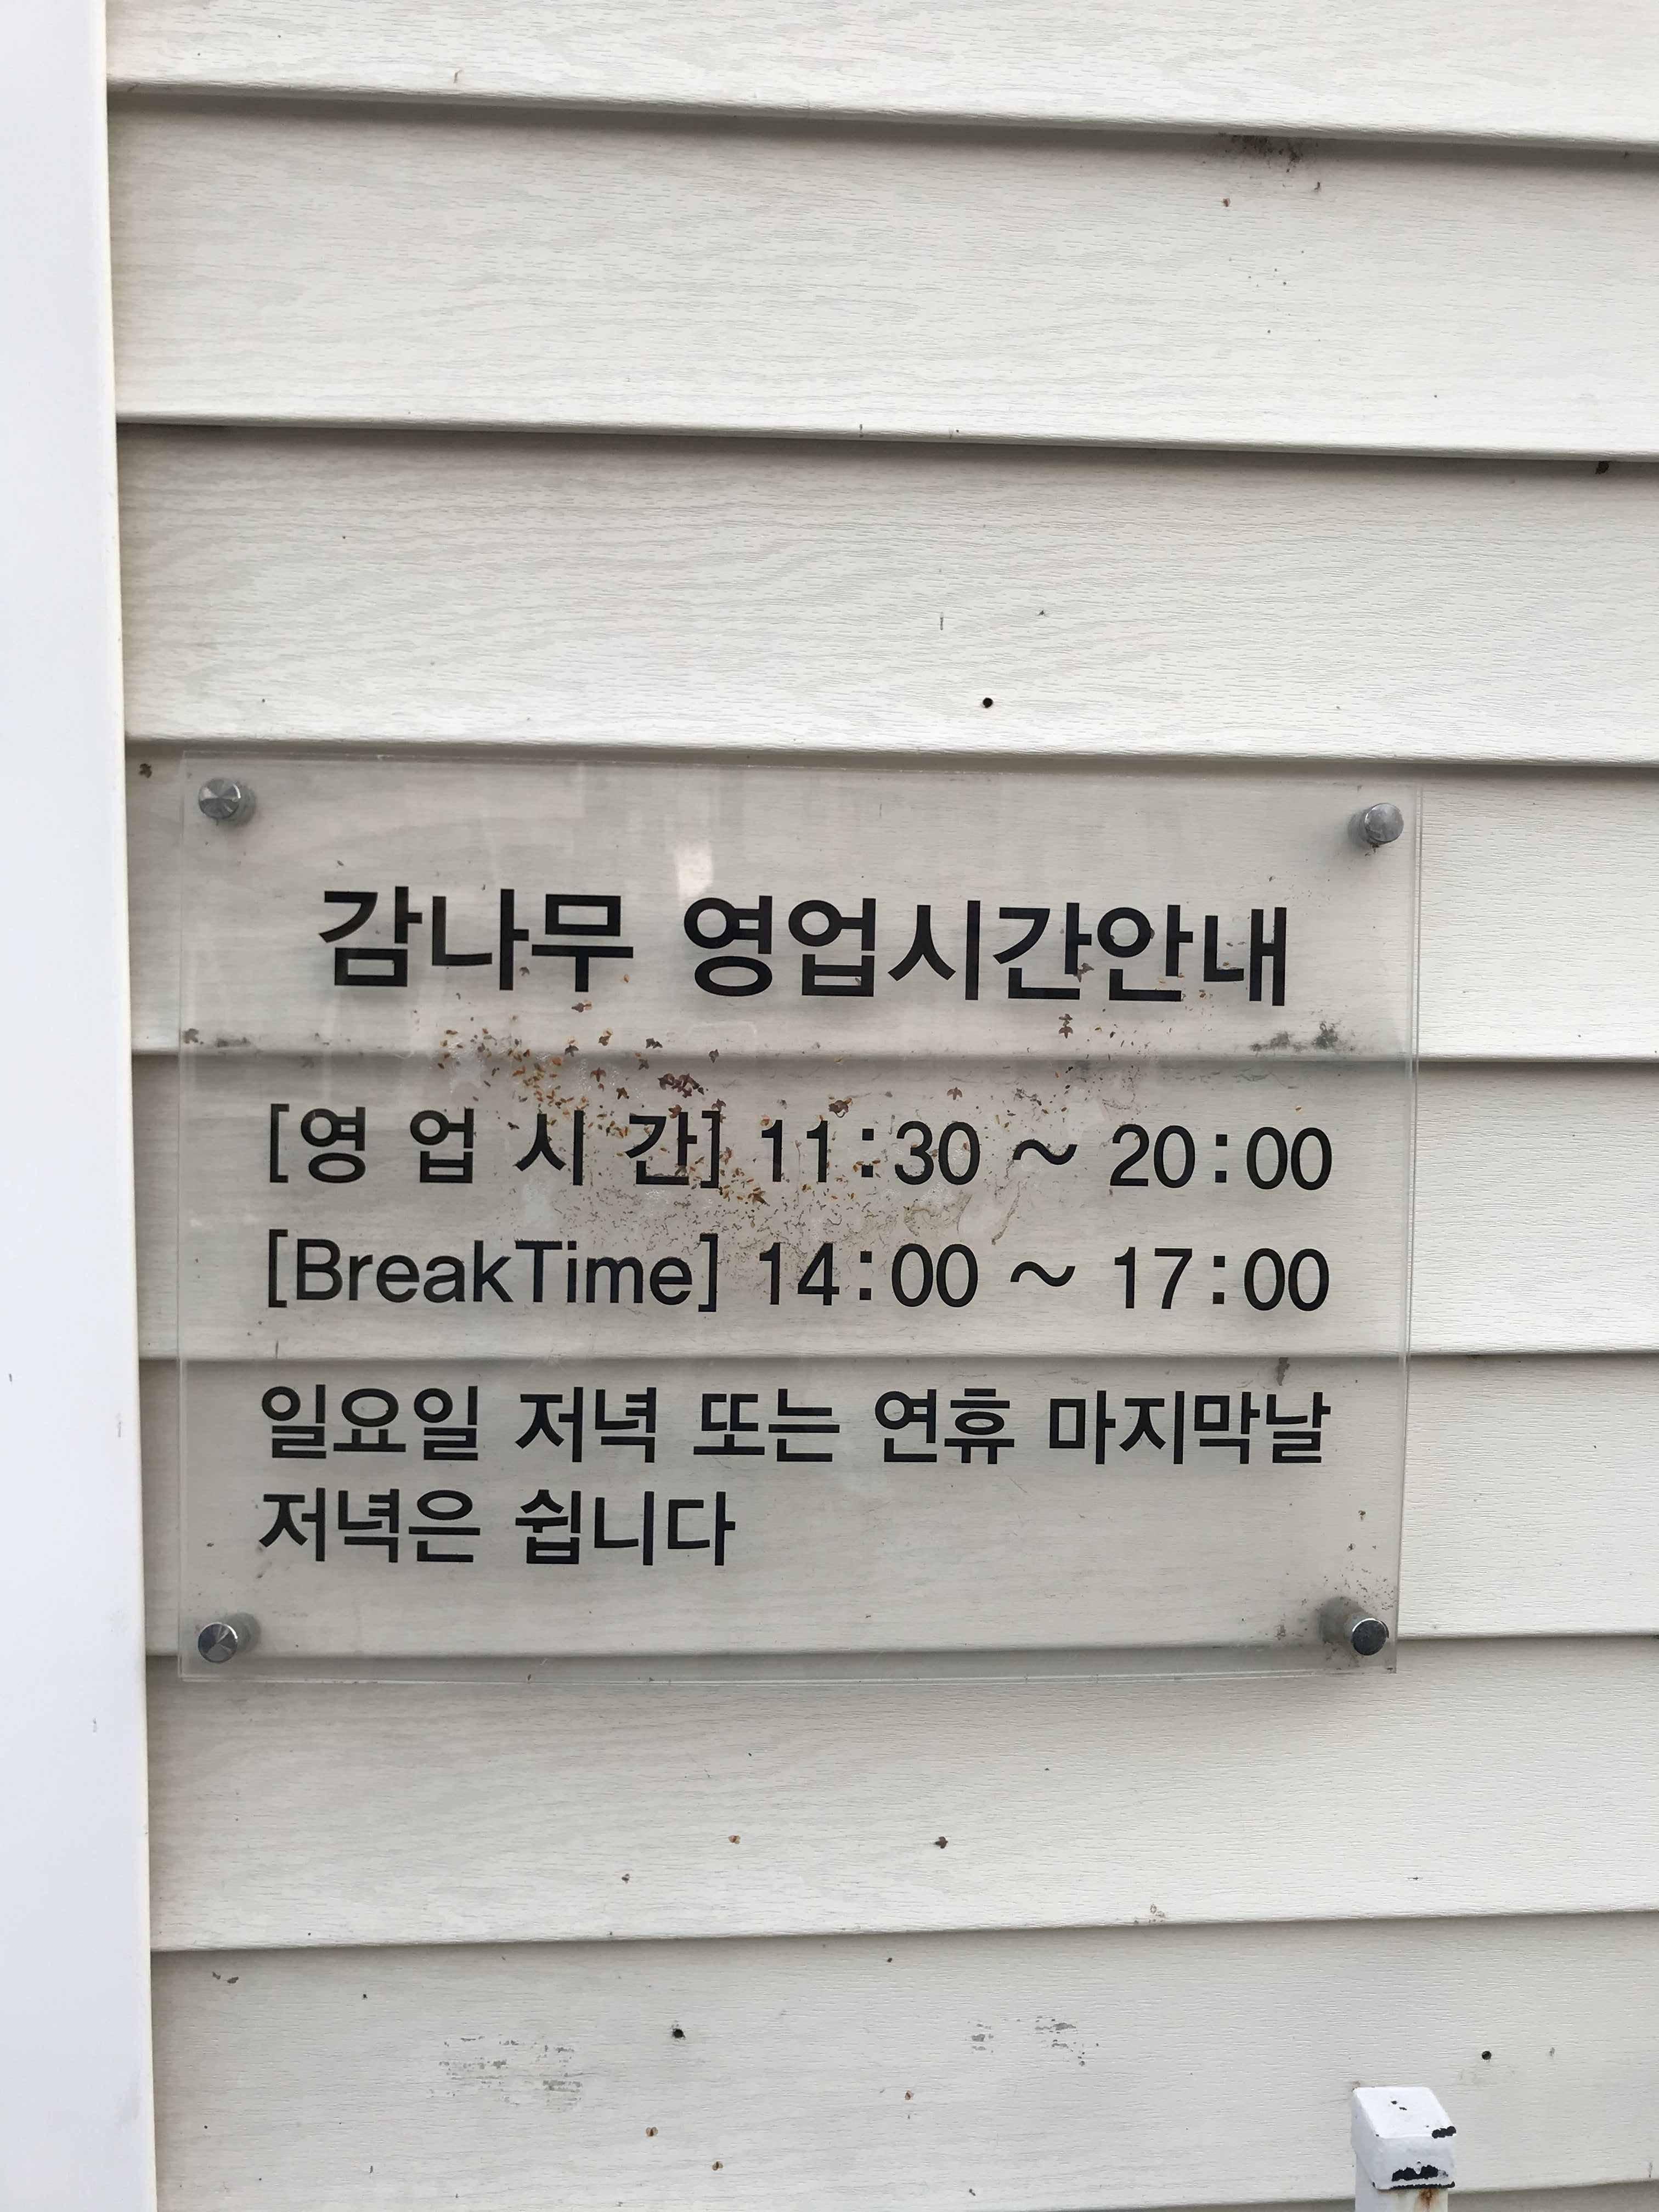 감나무 영업시간안내
[영 업 시 간] 11:30 ~ 20:00
[BreakTime] 14:00 ~ 17:00
일요일 저녁 또는 연휴 마지막날
저녁은 쉽니다